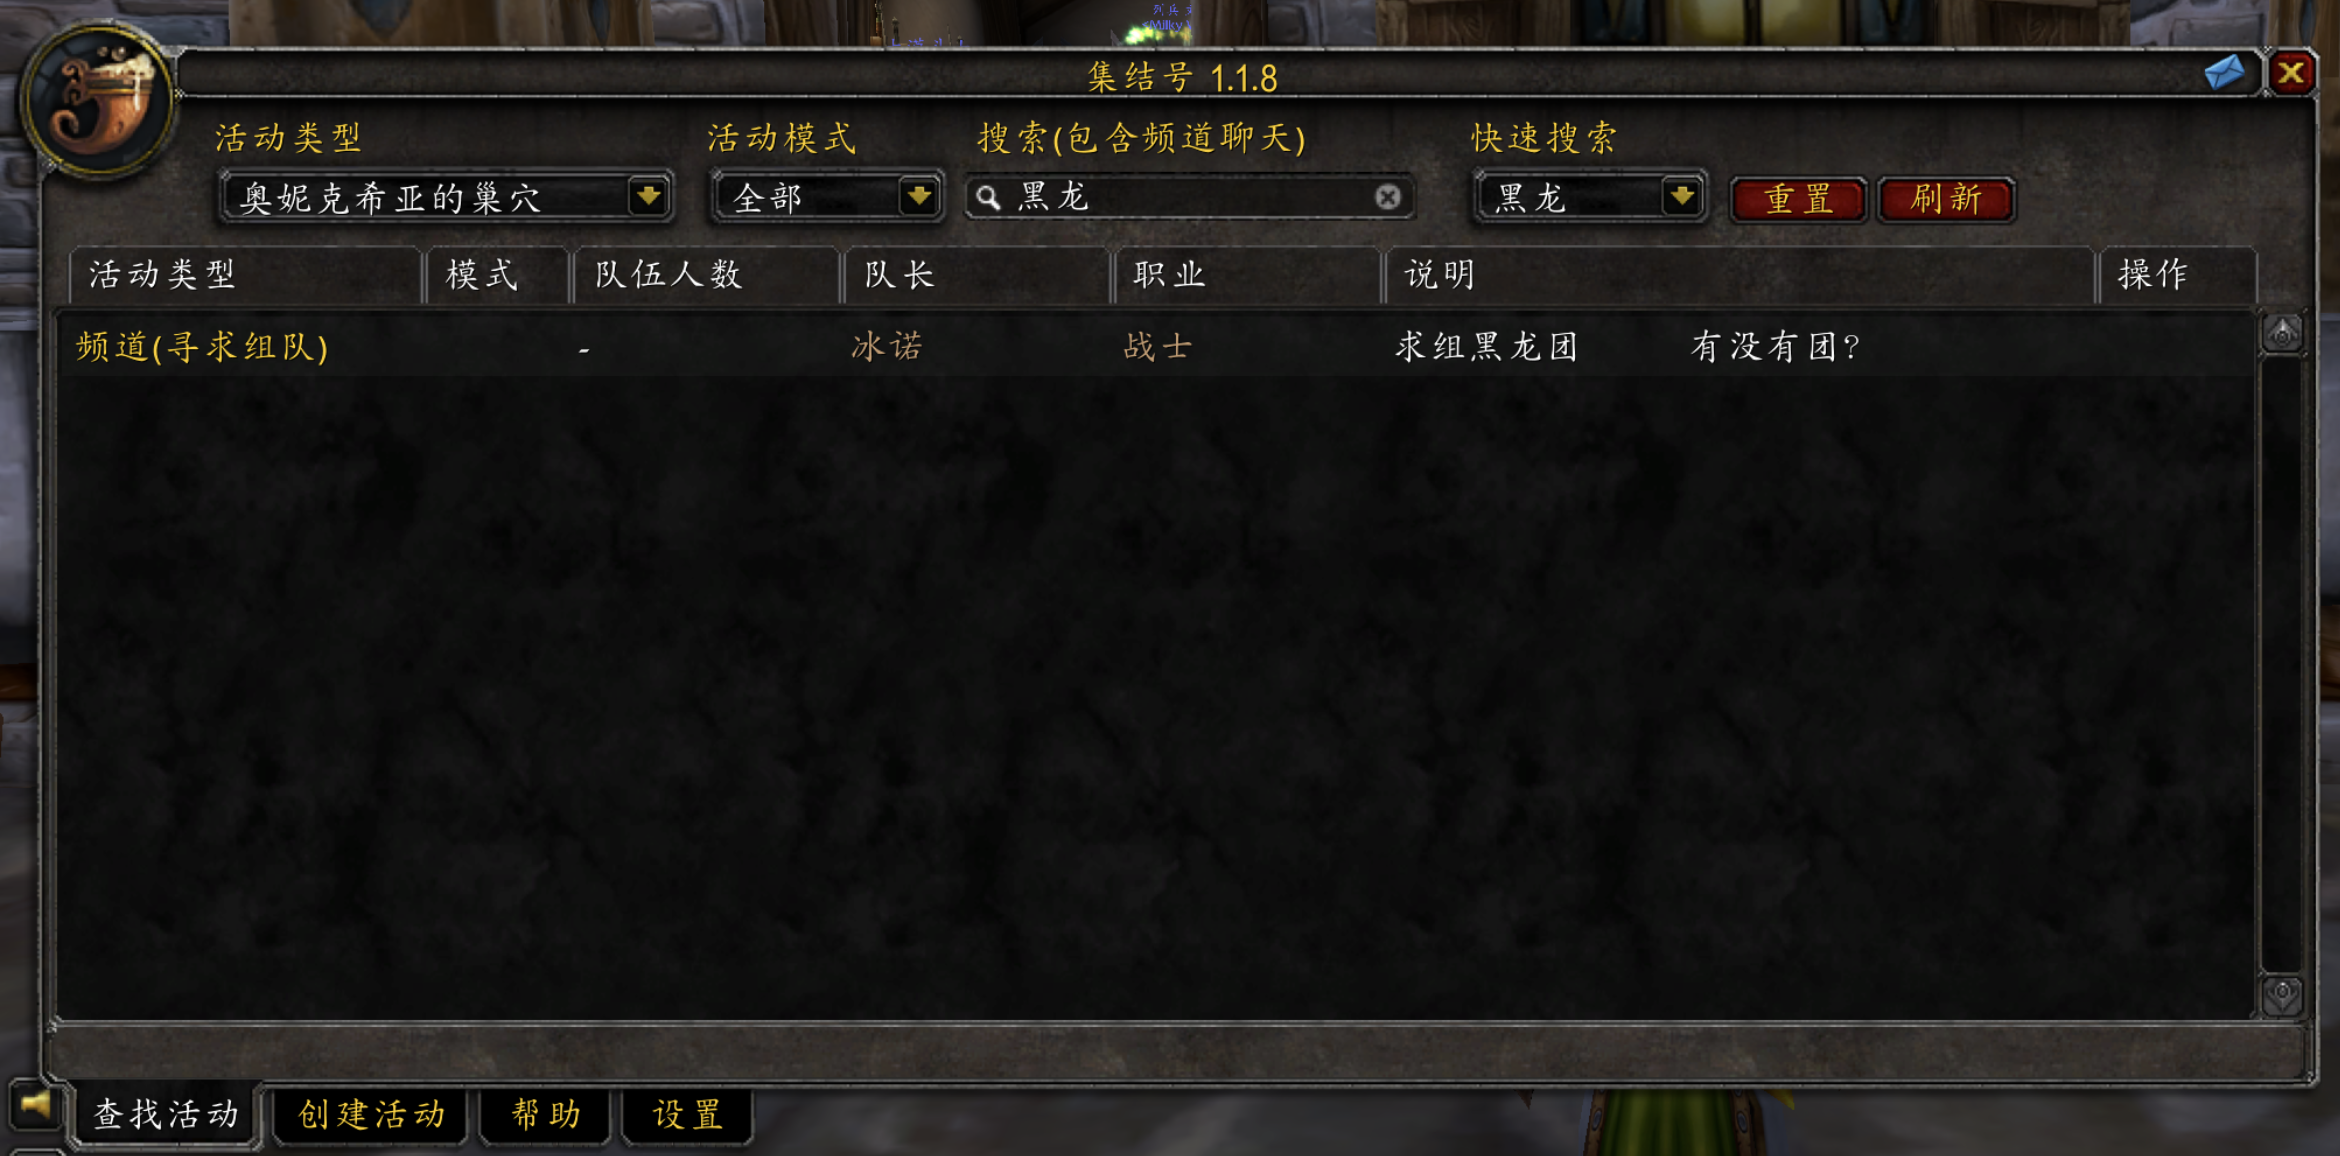 集结号 1.1.8
活动类型 活动模式 搜索(包含频道聊天) 快速搜索
奥妮克希亚的巢穴 全部 黑龙 黑龙 重置 刷新
活动类型 模式 队伍人数 队长 职业 说明 操作
频道(寻求组队) - 冰诺 战士 求组黑龙团 有没有团?
查找活动 创建活动 帮助 设置